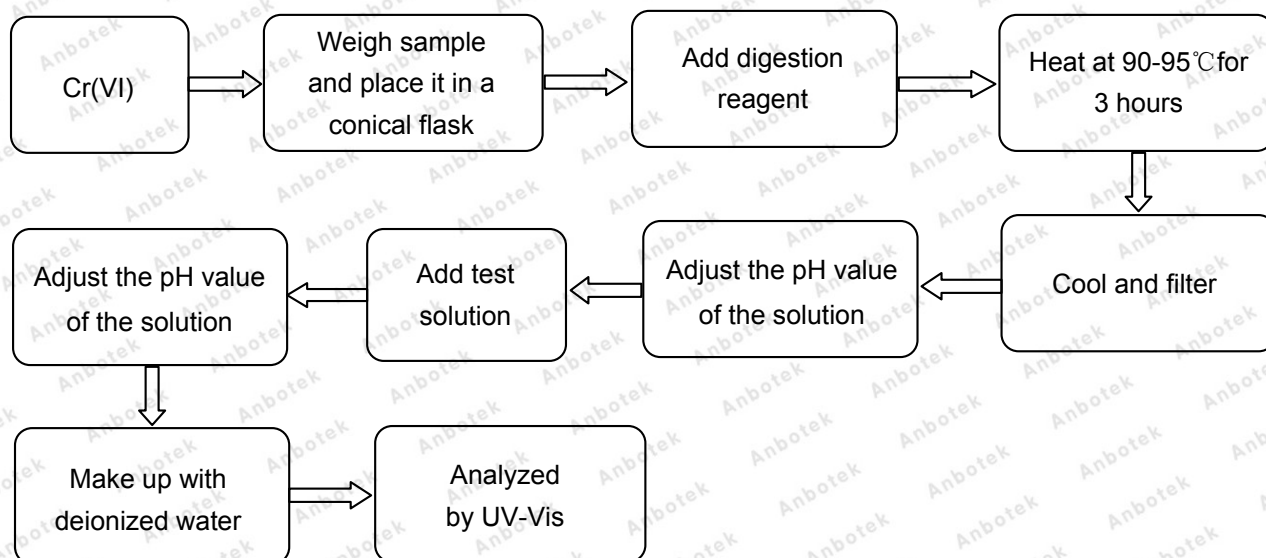 Cr(VI)
Weigh sample
and place it in a
conical flask
Add digestion
reagent
Heat at 90-95℃for
3 hours
Cool and filter
Adjust the pH value
of the solution
Add test
solution
Adjust the pH value
of the solution
Make up with
deionized water
Analyzed
by UV-Vis
Anbotek